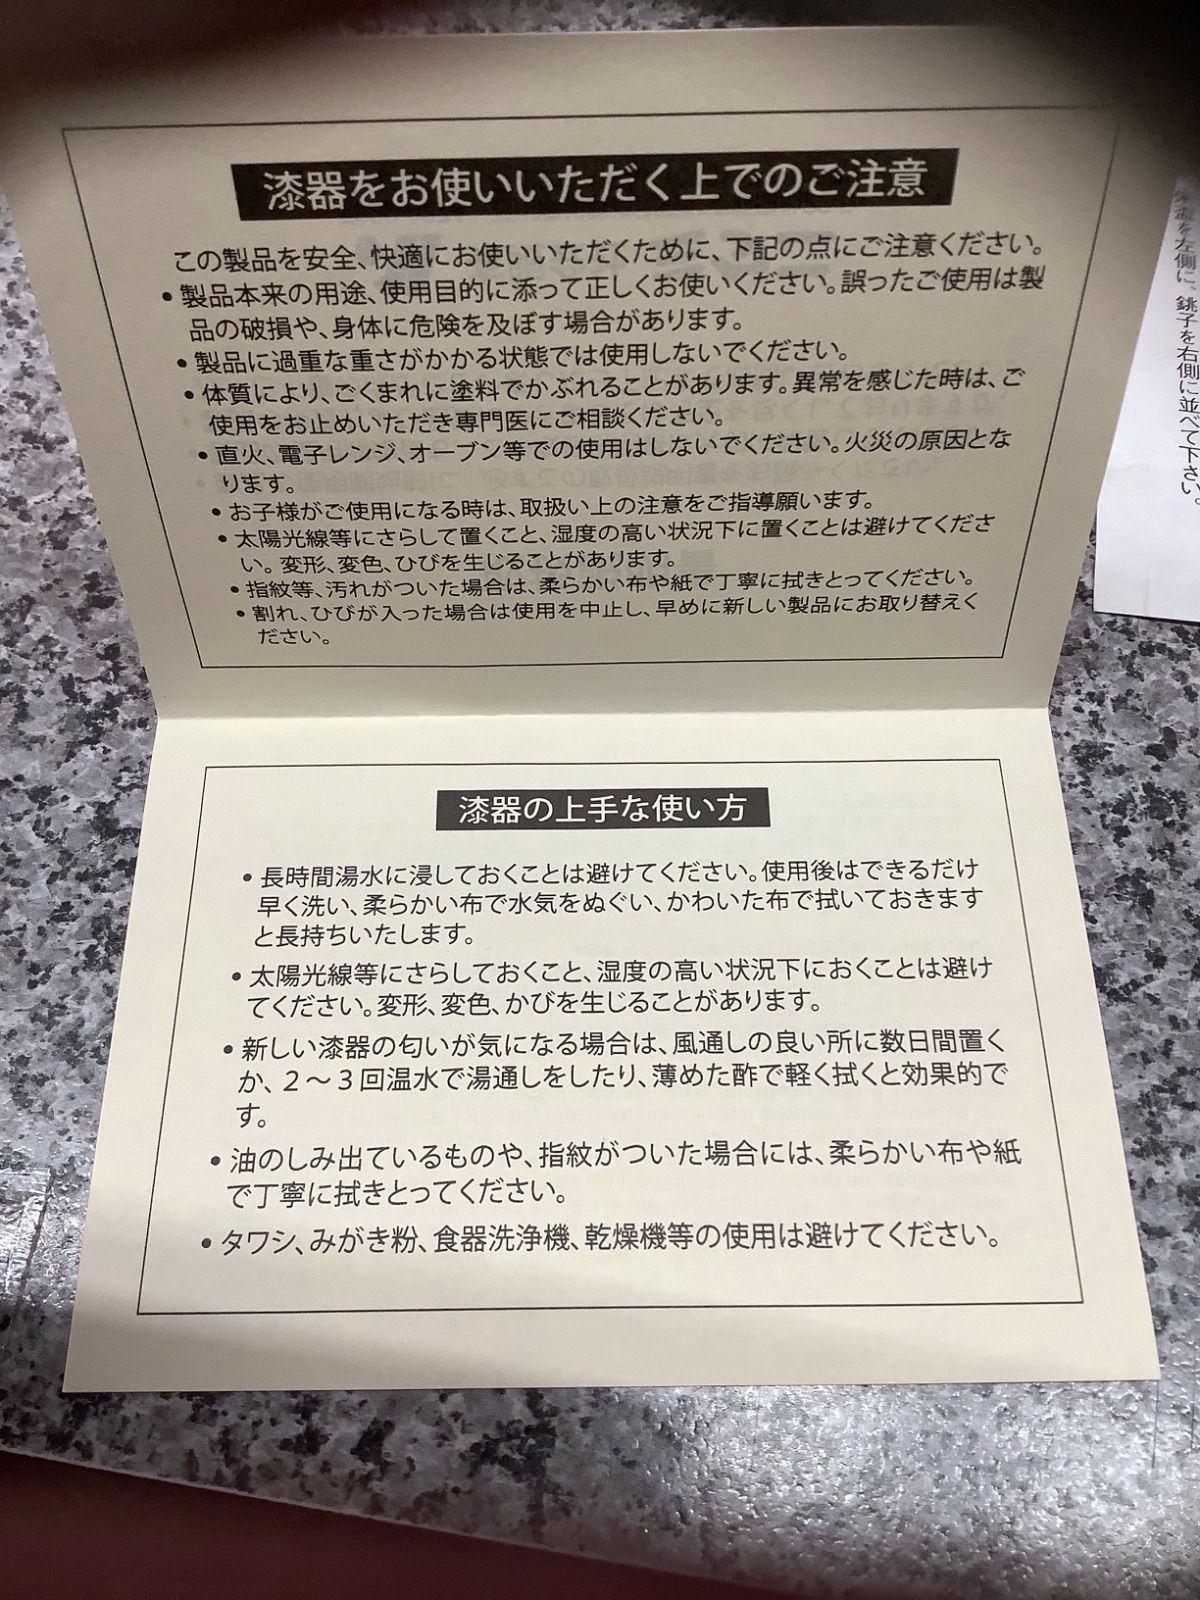 漆器をお使いいただく上でのご注意
この製品を安全、快適にお使いいただくために、下記の点にご注意ください。
• 製品本来の用途、使用目的に添って正しくお使いください。誤ったご使用は製
品の破損や、身体に危険を及ぼす場合があります。
• 製品に過重な重さがかかる状態では使用しないでください。
• 体質により、ごくまれに塗料でかぶれることがあります。異常を感じた時は、ご
使用をお止めいただき専門医にご相談ください。
• 直火、電子レンジ、オーブン等での使用はしないでください。火災の原因とな
ります。
• お子様がご使用になる時は、取扱い上の注意をご指導願います。
• 太陽光線等にさらして置くこと、湿度の高い状況下に置くことは避けてくださ
い。変形、変色、ひびを生じることがあります。
• 指紋等、汚れがついた場合は、柔らかい布や紙で丁寧に拭きとってください。
• 割れ、ひびが入った場合は使用を中止し、早めに新しい製品にお取り替えく
ださい。
漆器の上手な使い方
• 長時間湯水に浸しておくことは避けてください。使用後はできるだけ
早く洗い、柔らかい布で水気をぬぐい、かわいた布で拭いておきます
と長持ちいたします。
• 太陽光線等にさらしておくこと、湿度の高い状況下におくことは避け
てください。変形、変色、かびを生じることがあります。
• 新しい漆器の匂いが気になる場合は、風通しの良い所に数日間置く
か、２～３回温水で湯通しをしたり、薄めた酢で軽く拭くと効果的で
す。
• 油のしみ出ているものや、指紋がついた場合には、柔らかい布や紙
で丁寧に拭きとってください。
• タワシ、みがき粉、食器洗浄機、乾燥機等の使用は避けてください。
を左側に。銚子を右側に並べて下さい。